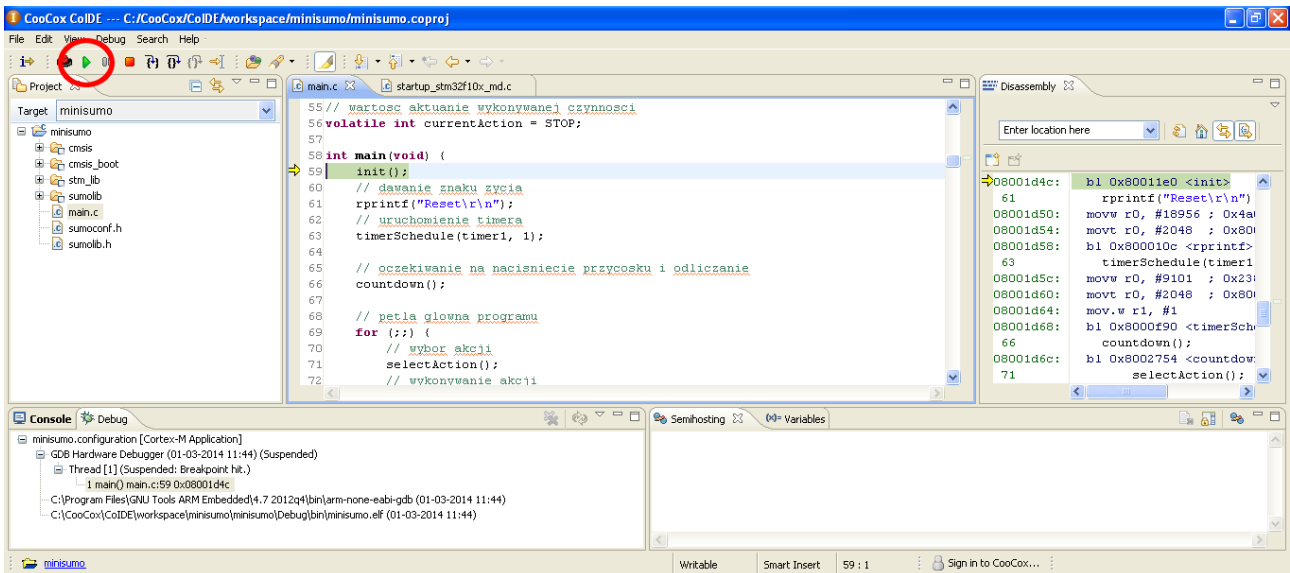 CooCox CoIDE --- C:/CooCox/CoIDE/workspace/minisumo/minisumo.coproj
File Edit View Debug Search Help
Project
Target minisumo
minisumo
cmsis
cmsis_boot
stm_lib
sumolib
main.c
sumoconf.h
sumolib.h
main.c startup_stm32f10x_md.c
55 // wartosc aktuanie wykonywanej czynnosci
56 volatile int currentAction = STOP;
57
58 int main(void) {
59 init();
60 // dawanie znaku zycia
61 rprintf("Reset\r\n");
62 // uruchomienie timera
63 timerSchedule(timer1, 1);
64
65 // oczekiwanie na nacisniecie przycosku i odliczanie
66 countdown();
67
68 // petla glowna programu
69 for (;;) {
70 // wybor akcji
71 selectAction();
72 // wykonywanie akcji
Disassembly
Enter location here
08001d4c: bl 0x80011e0 <init>
61 rprintf("Reset\r\n")
08001d50: movw r0, #18956 ; 0x4a
08001d54: movt r0, #2048 ; 0x80
08001d58: bl 0x800010c <rprintf>
63 timerSchedule(timer1
08001d5c: movw r0, #9101 ; 0x23
08001d60: movt r0, #2048 ; 0x80
08001d64: mov.w r1, #1
08001d68: bl 0x8000f90 <timerSch
66 countdown();
08001d6c: bl 0x8002754 <countdow
71 selectAction();
Console Debug
minisumo.configuration [Cortex-M Application]
GDB Hardware Debugger (01-03-2014 11:44) (Suspended)
Thread [1] (Suspended: Breakpoint hit.)
1 main() main.c:59 0x08001d4c
C:\Program Files\GNU Tools ARM Embedded\4.7 2012q4\bin\arm-none-eabi-gdb (01-03-2014 11:44)
C:\CooCox\CoIDE\workspace\minisumo\minisumo\Debug\bin\minisumo.elf (01-03-2014 11:44)
Semihosting (x)= Variables
minisumo
Writable Smart Insert 59 : 1 Sign in to CooCox...